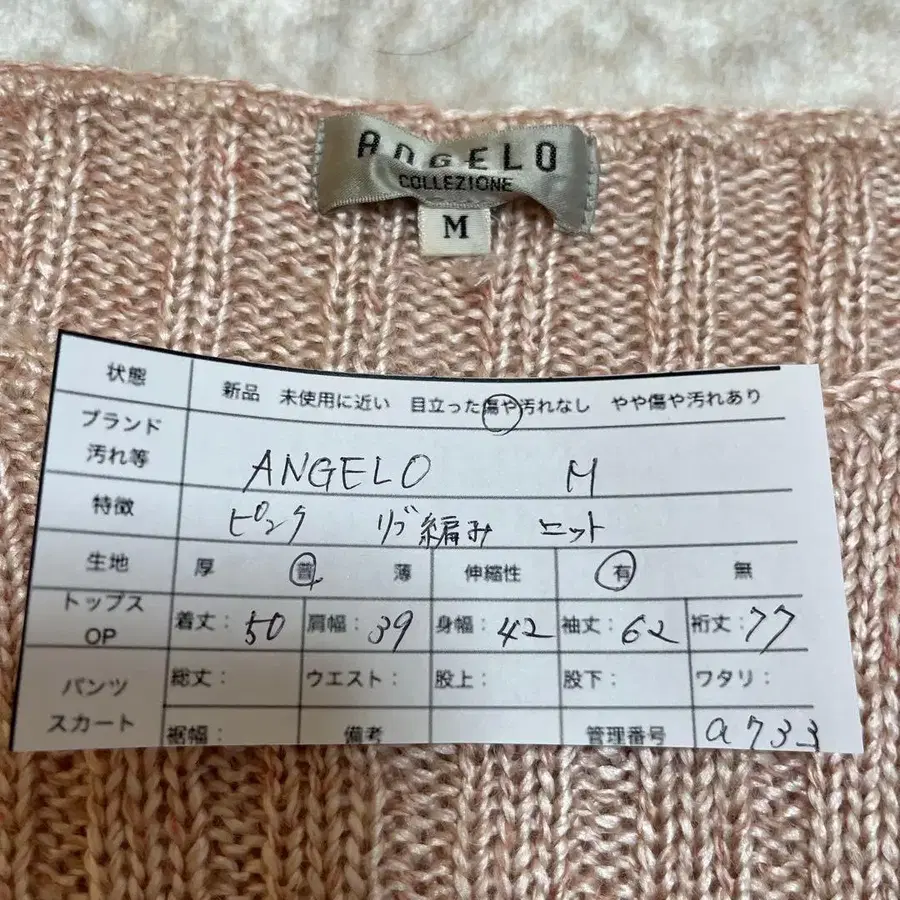 ANGELO
COLLEZIONE
M
状態 新品 未使用に近い 目立った傷や汚れなし やや傷や汚れあり
ブランド
汚れ等 ANGELO M
特徴 ピンク リブ編み ニット
生地 厚 普 薄 伸縮性 有 無
トップス
OP 着丈: 50 肩幅: 39 身幅: 42 袖丈: 62 裄丈: 77
パンツ
スカート 総丈: ウエスト: 股上: 股下: ワタリ:
裾幅: 備考 管理番号 a733